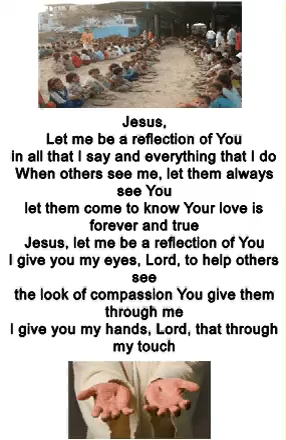 Jesus,
Let me be a reflection of You
in all that I say and everything that I do
When others see me, let them always
see You
let them come to know Your love is
forever and true
Jesus, let me be a reflection of You
I give you my eyes, Lord, to help others
see
the look of compassion You give them
through me
I give you my hands, Lord, that through
my touch